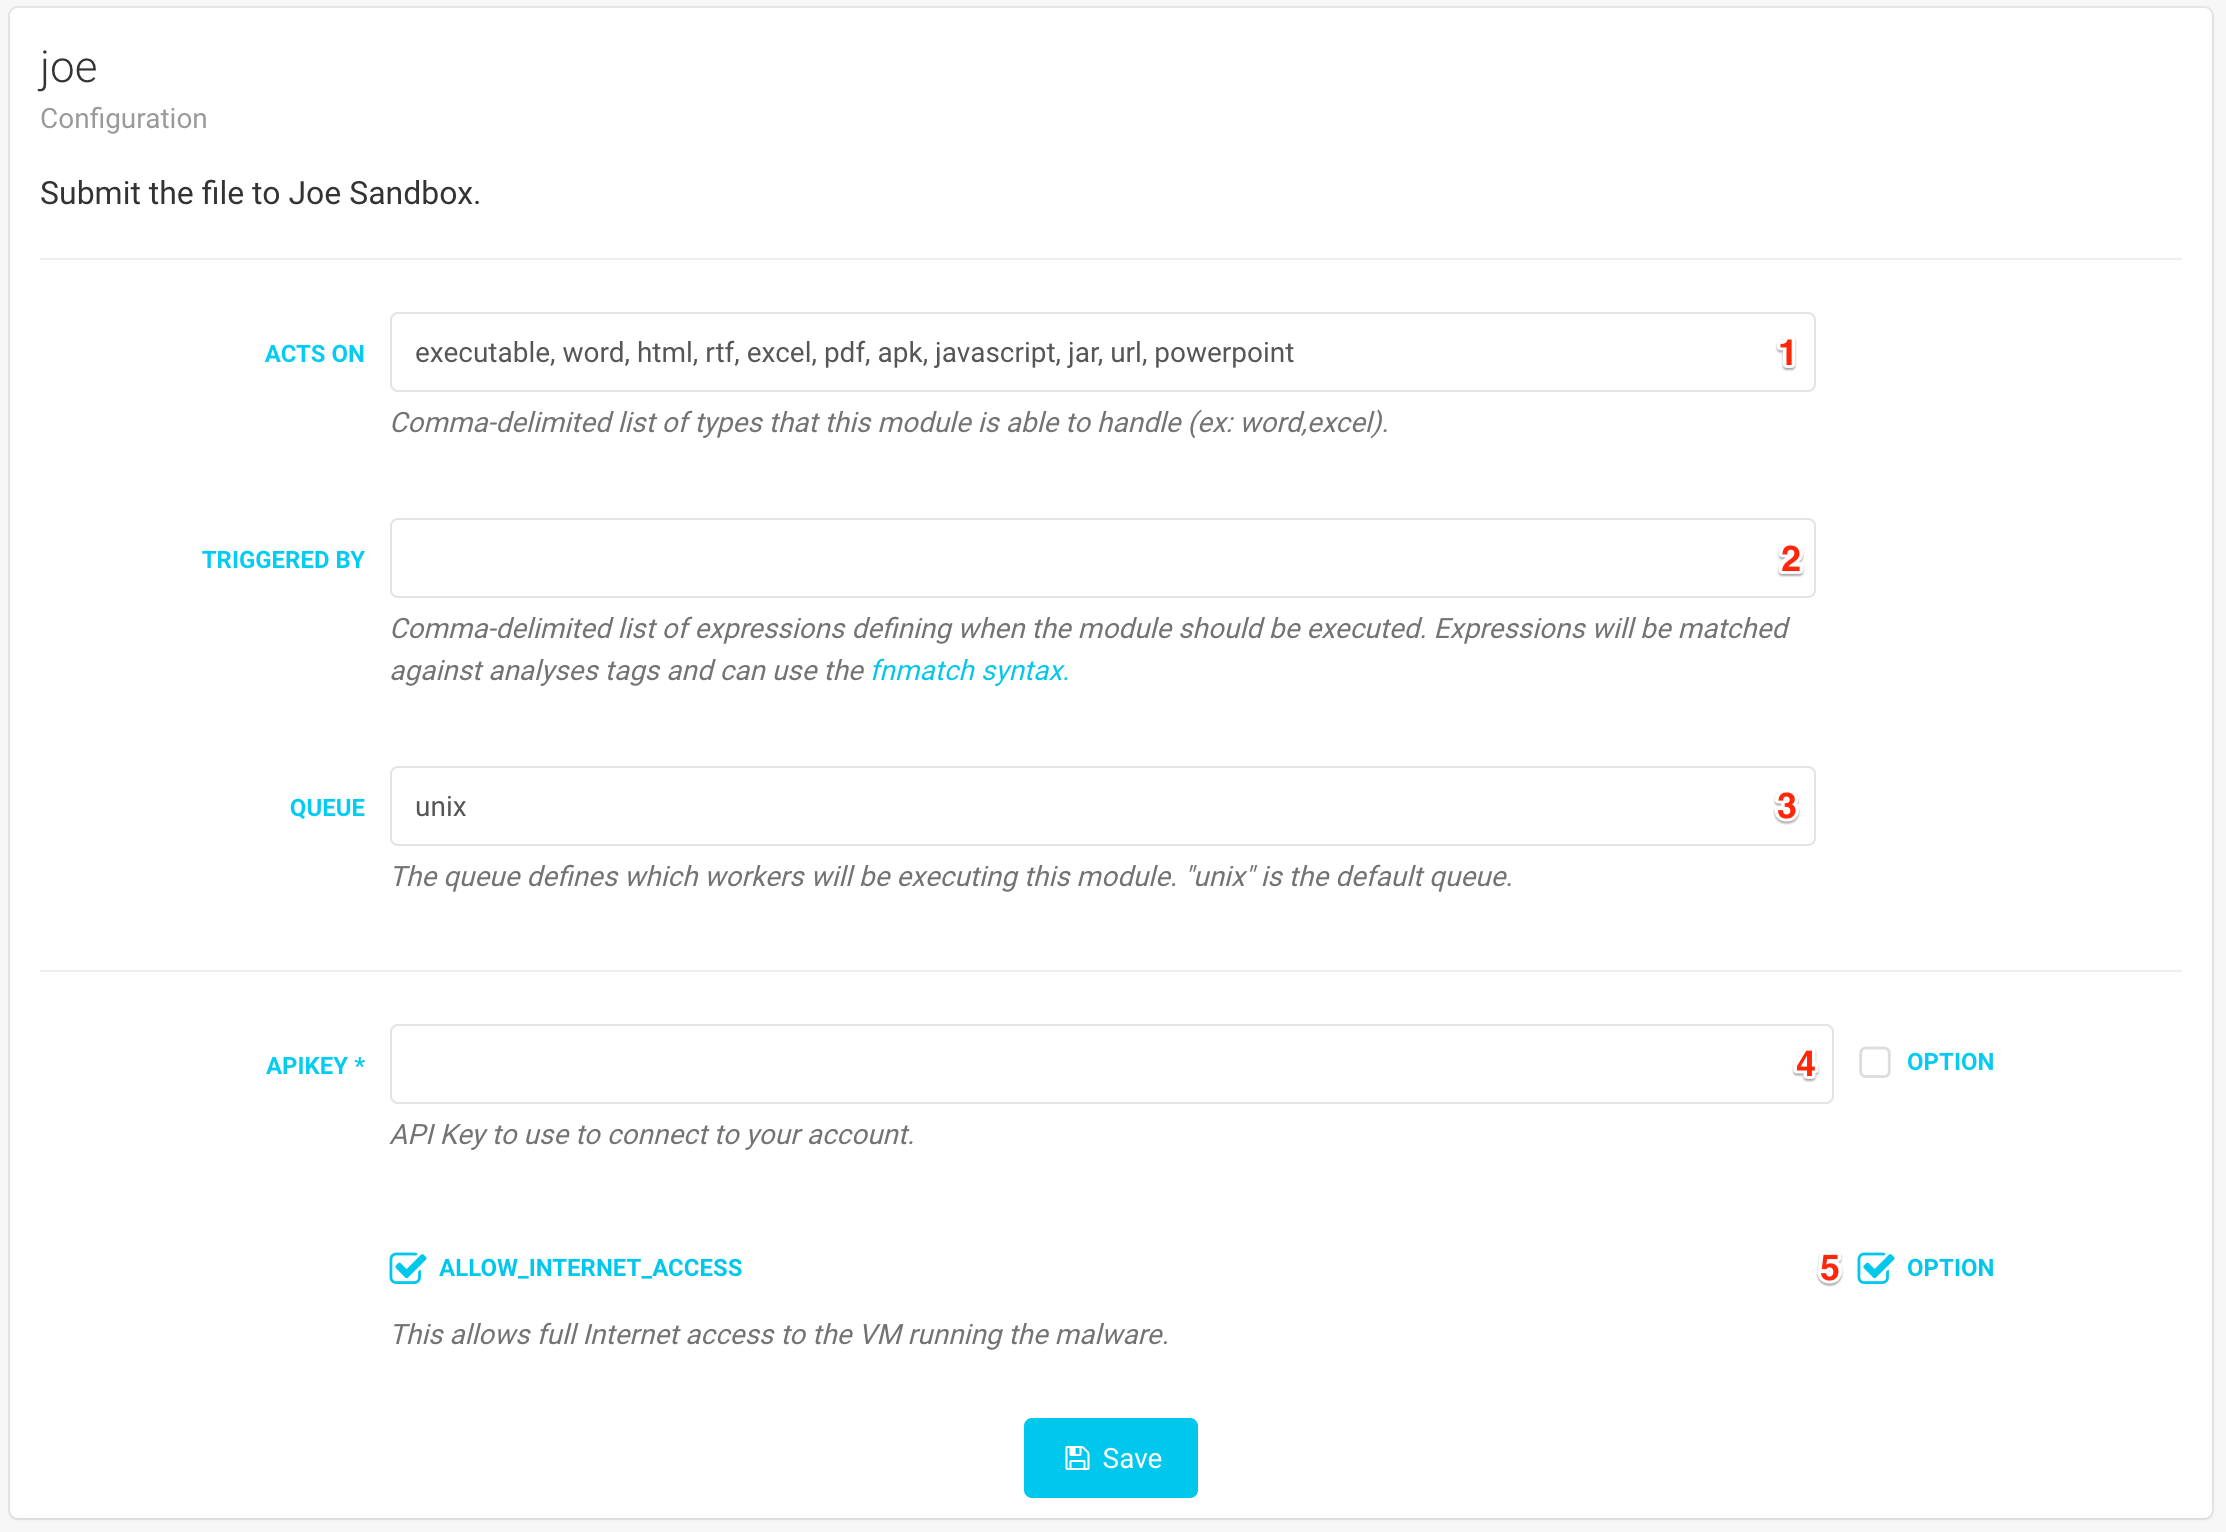 joe
Configuration
Submit the file to Joe Sandbox.
ACTS ON executable, word, html, rtf, excel, pdf, apk, javascript, jar, url, powerpoint 1
Comma-delimited list of types that this module is able to handle (ex: word,excel).
TRIGGERED BY 2
Comma-delimited list of expressions defining when the module should be executed. Expressions will be matched
against analyses tags and can use the fnmatch syntax.
QUEUE unix 3
The queue defines which workers will be executing this module. "unix" is the default queue.
APIKEY * 4 OPTION
API Key to use to connect to your account.
ALLOW_INTERNET_ACCESS 5 OPTION
This allows full Internet access to the VM running the malware.
Save